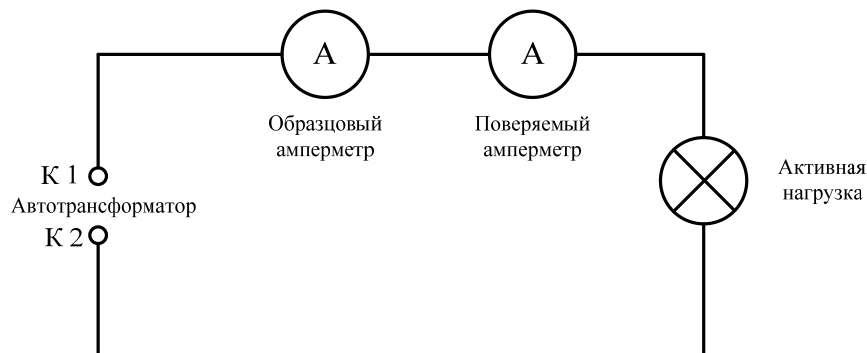 А
А
Образцовый
амперметр
Поверяемый
амперметр
К 1
Автотрансформатор
К 2
Активная
нагрузка